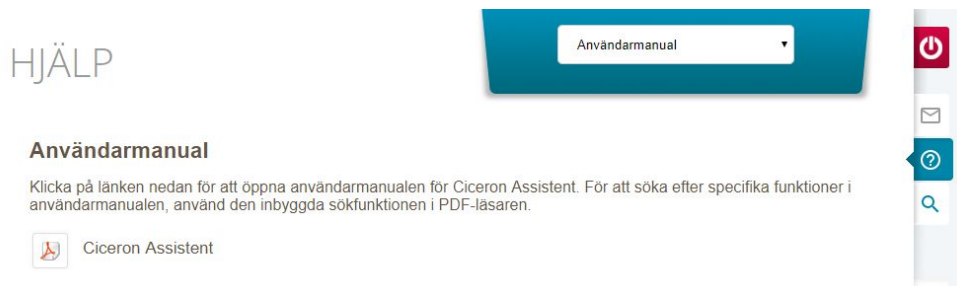 HJÄLP
Användarmanual
Användarmanual
Klicka på länken nedan för att öppna användarmanualen för Ciceron Assistent. För att söka efter specifika funktioner i
användarmanualen, använd den inbyggda sökfunktionen i PDF-läsaren.
Ciceron Assistent